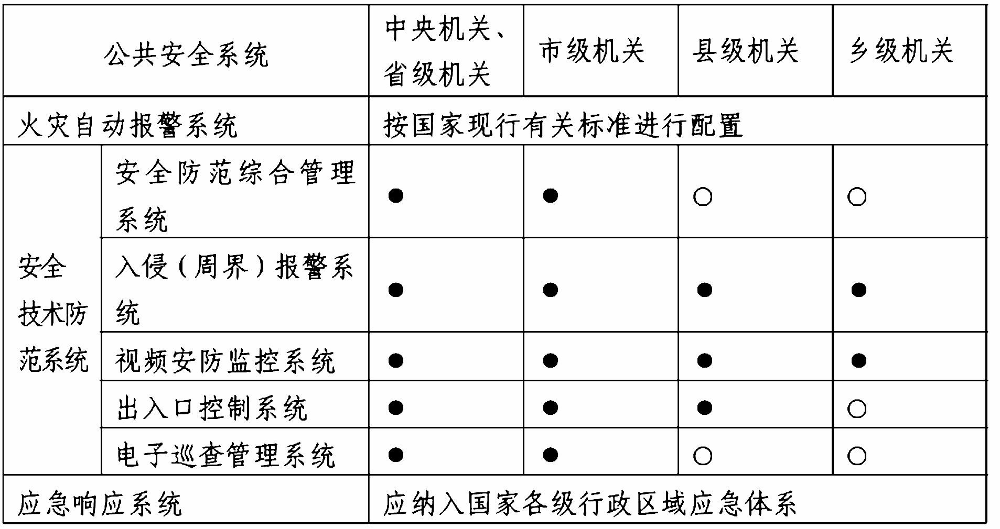 公共安全系统
中央机关、
省级机关
市级机关
县级机关
乡级机关
火灾自动报警系统
按国家现行有关标准进行配置
安全
技术防
范系统
安全防范综合管理
系统
● ● ○ ○
入侵(周界)报警系
统
● ● ● ●
视频安防监控系统
● ● ● ●
出入口控制系统
● ● ● ○
电子巡查管理系统
● ● ○ ○
应急响应系统
应纳入国家各级行政区域应急体系